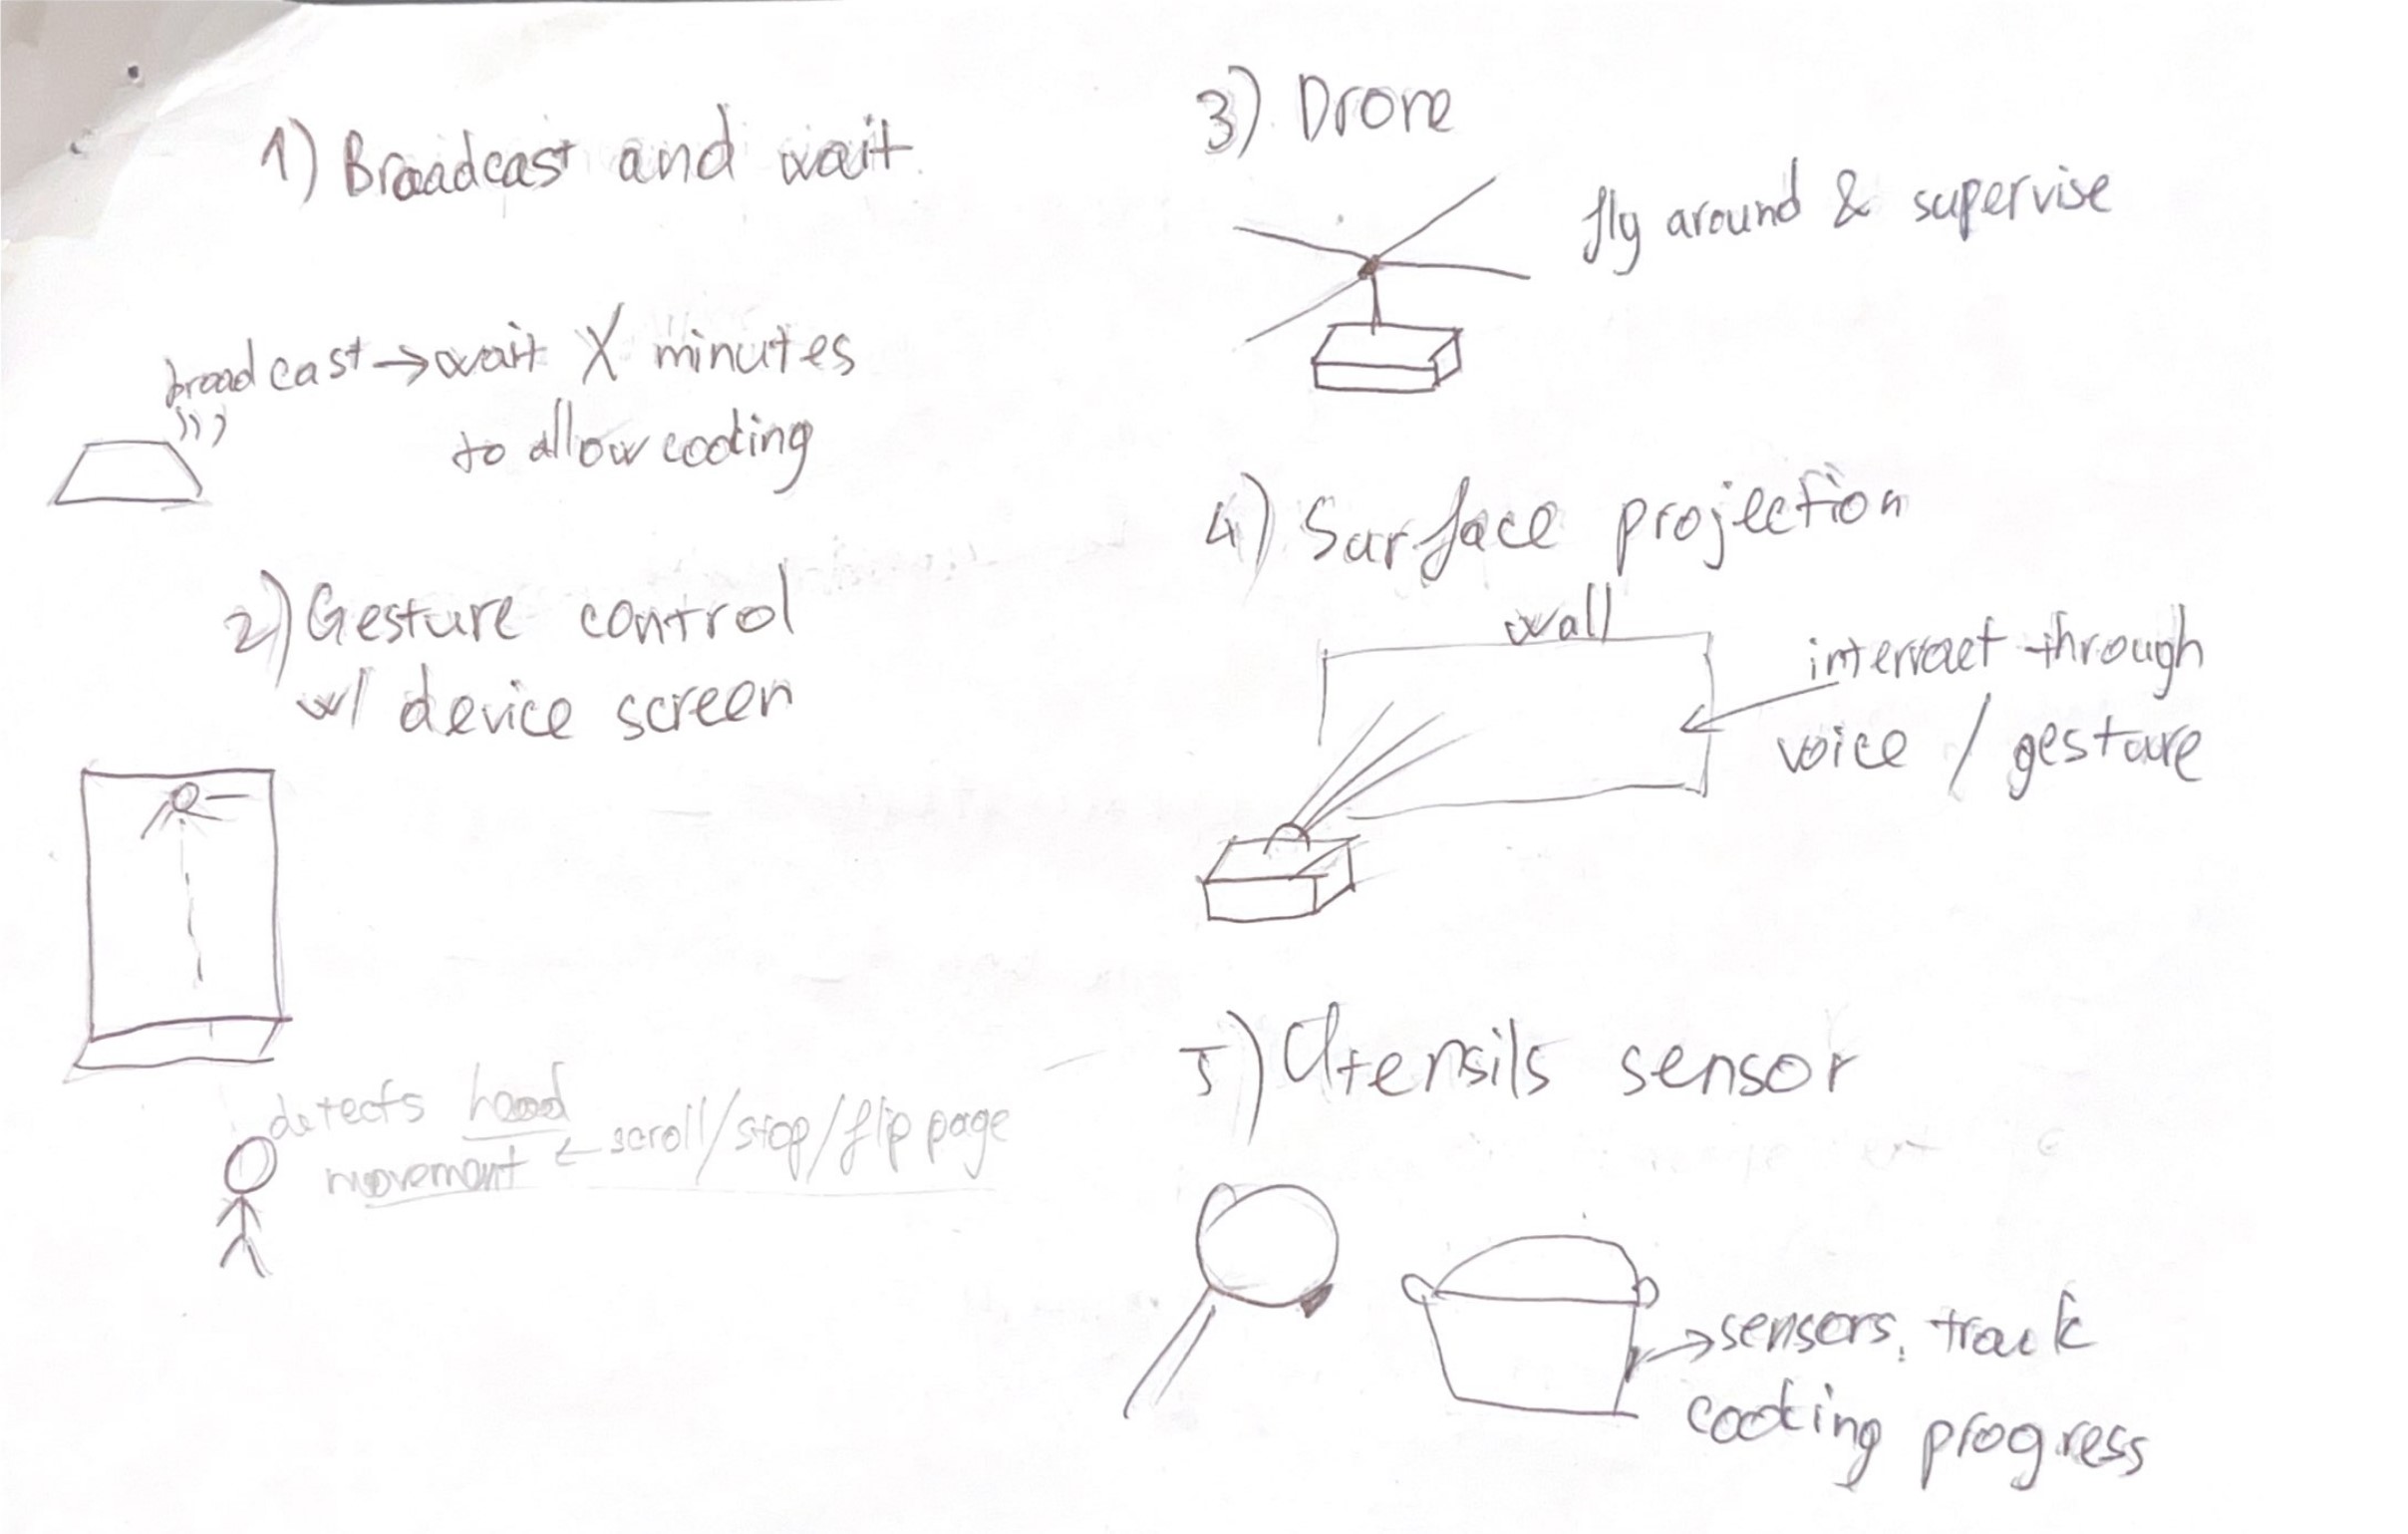 1) Broadcast and wait
broadcast → wait X minutes
to allow cooking
2) Gesture control
w/ device screen
detects hand
movement ← scroll/stop/flip page
3) Drone
fly around & supervise
4) Surface projection
wall
interract through
voice / gesture
5) Utensils sensor
→ sensors, track
cooking progress